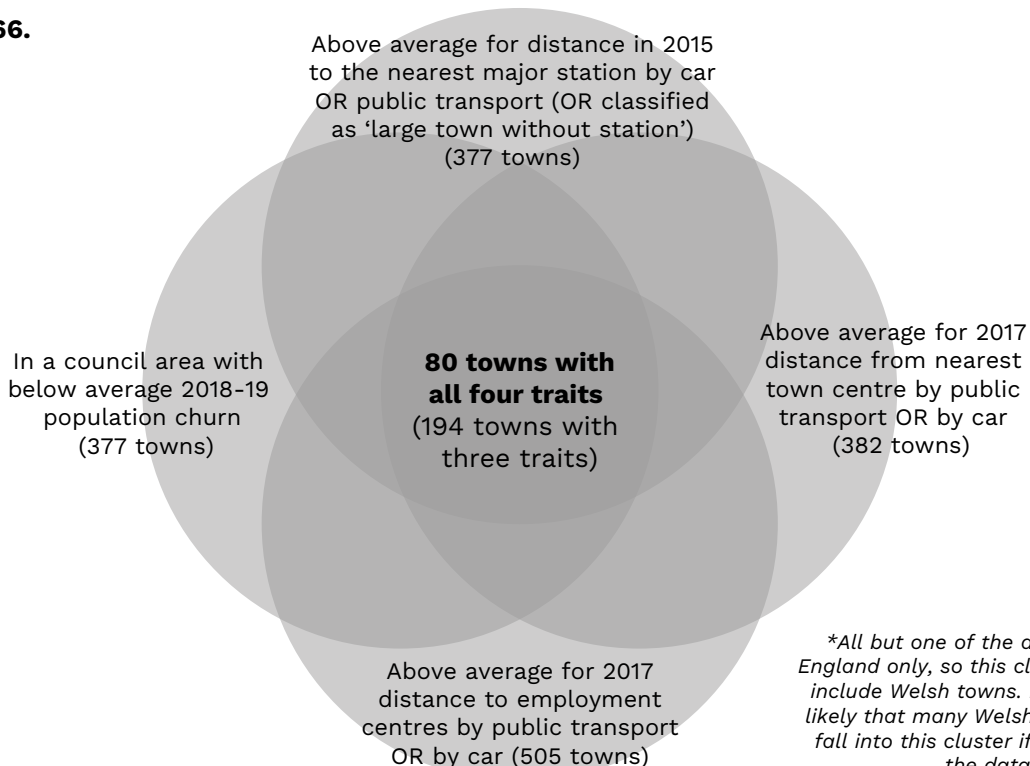 66.
Above average for distance in 2015
to the nearest major station by car
OR public transport (OR classified
as ‘large town without station’)
(377 towns)
In a council area with
below average 2018-19
population churn
(377 towns)
80 towns with
all four traits
(194 towns with
three traits)
Above average for 2017
distance from nearest
town centre by public
transport OR by car
(382 towns)
Above average for 2017
distance to employment
centres by public transport
OR by car (505 towns)
*All but one of the
England only, so this
include Welsh towns.
likely that many Welsh
fall into this cluster if
the data